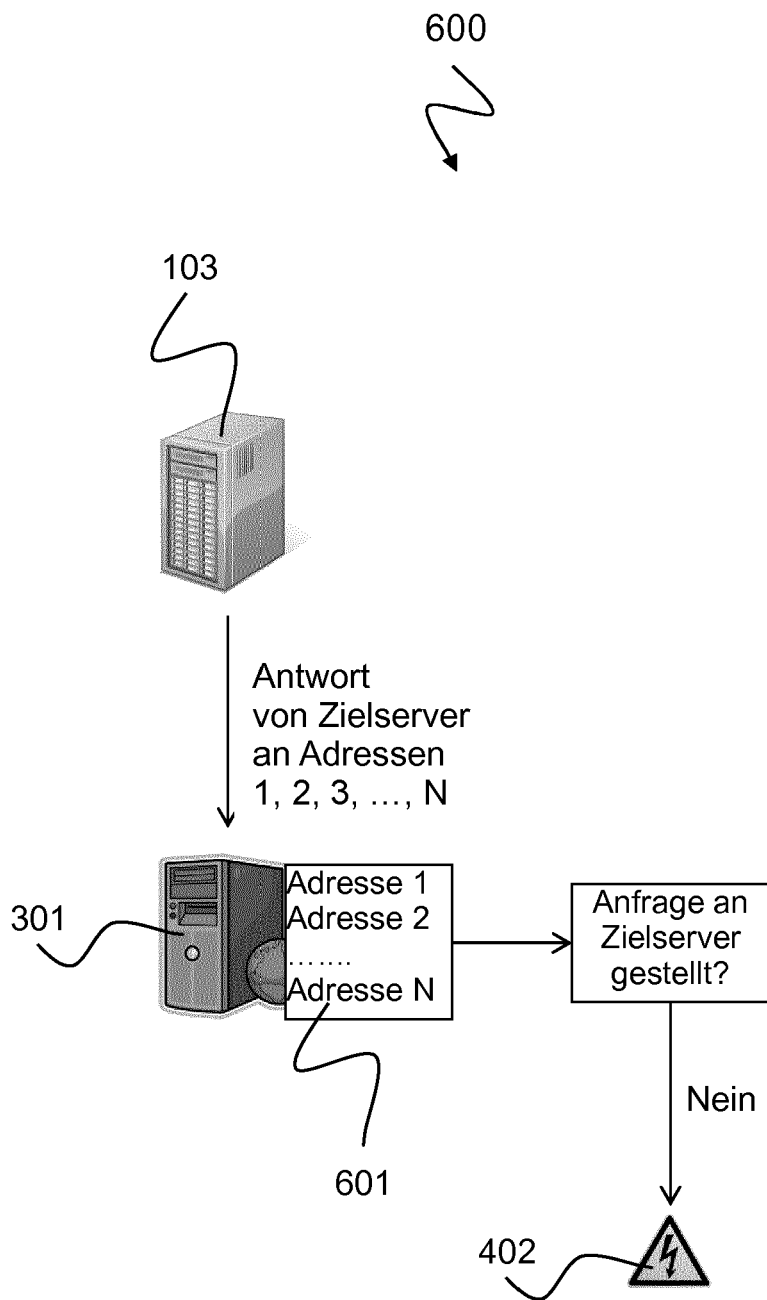 600
103
Antwort
von Zielserver
an Adressen
1, 2, 3, ..., N
301
Adresse 1
Adresse 2
.......
Adresse N
Anfrage an
Zielserver
gestellt?
Nein
601
402